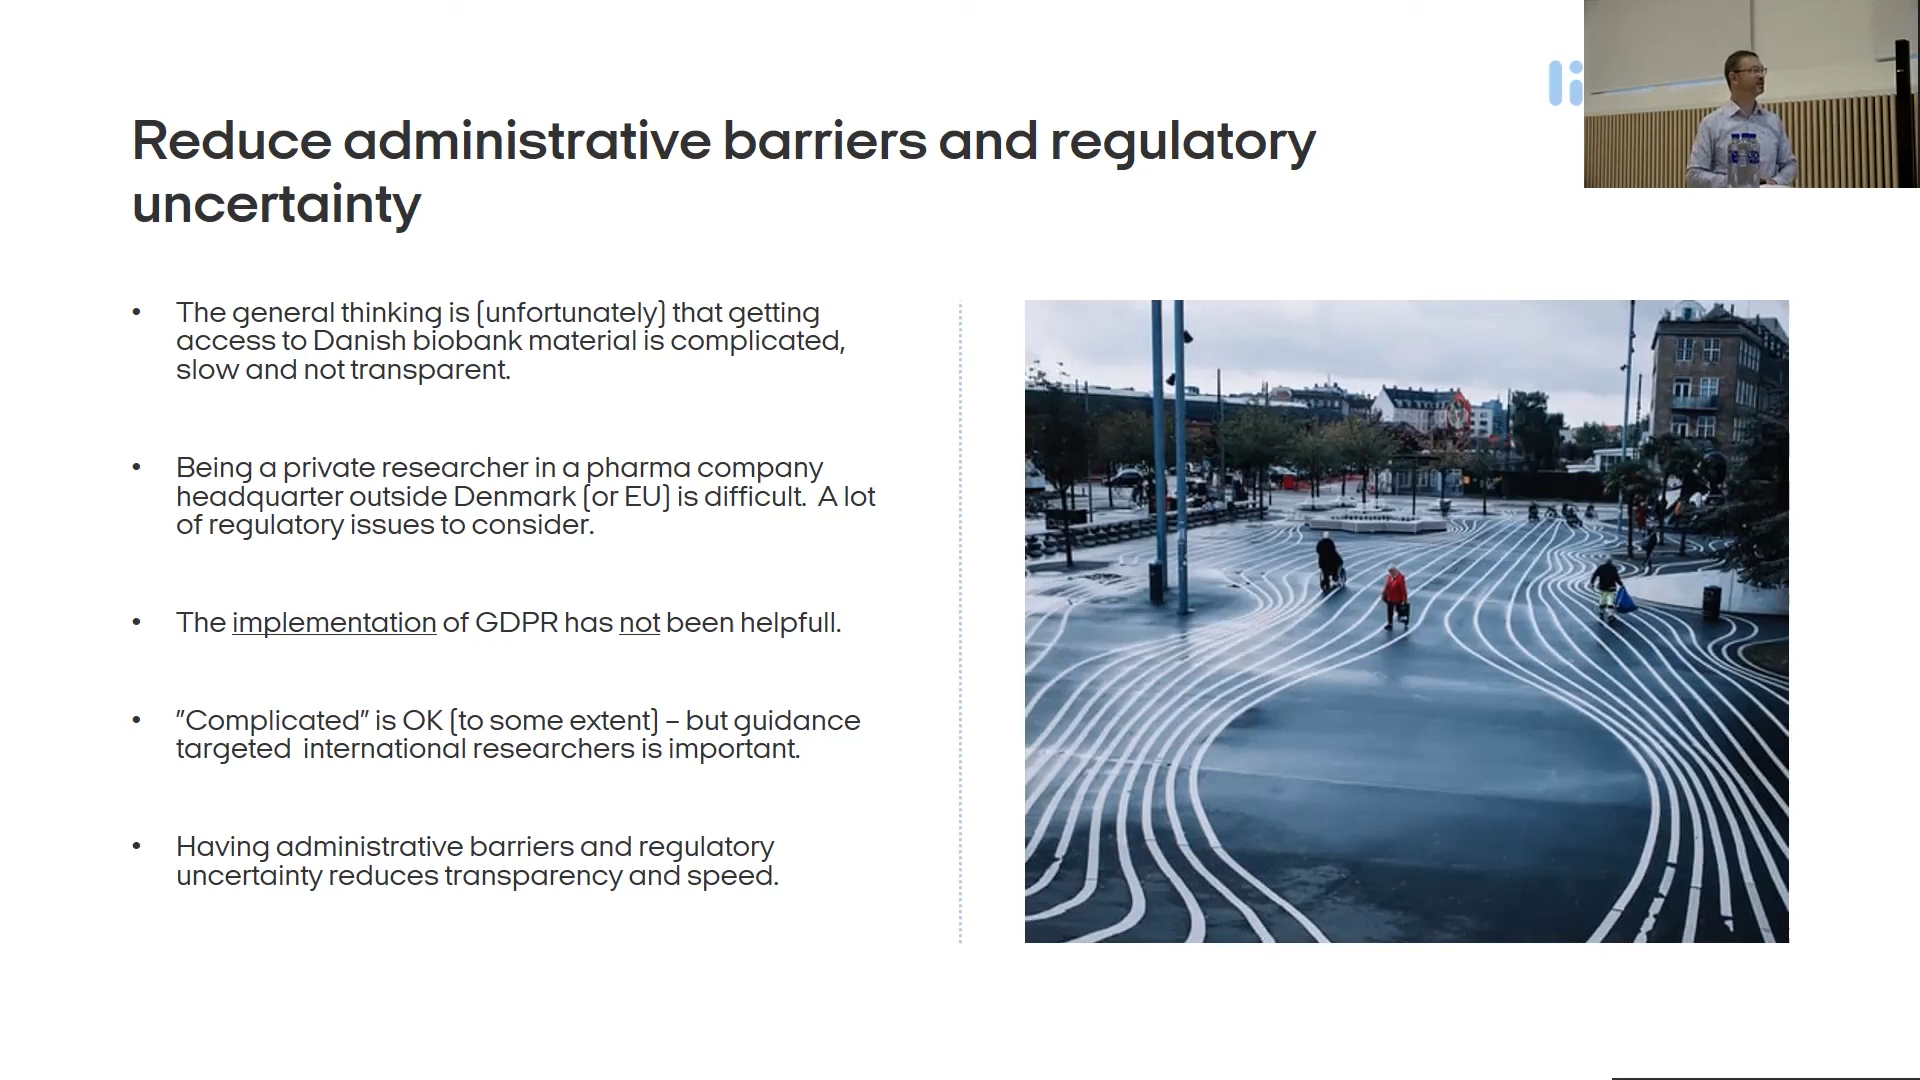 Reduce administrative barriers and regulatory
uncertainty
• The general thinking is (unfortunately) that getting
access to Danish biobank material is complicated,
slow and not transparent.
• Being a private researcher in a pharma company
headquarter outside Denmark (or EU) is difficult.  A lot
of regulatory issues to consider.
• The implementation of GDPR has not been helpfull.
• ”Complicated” is OK (to some extent) – but guidance
targeted  international researchers is important.
• Having administrative barriers and regulatory
uncertainty reduces transparency and speed.